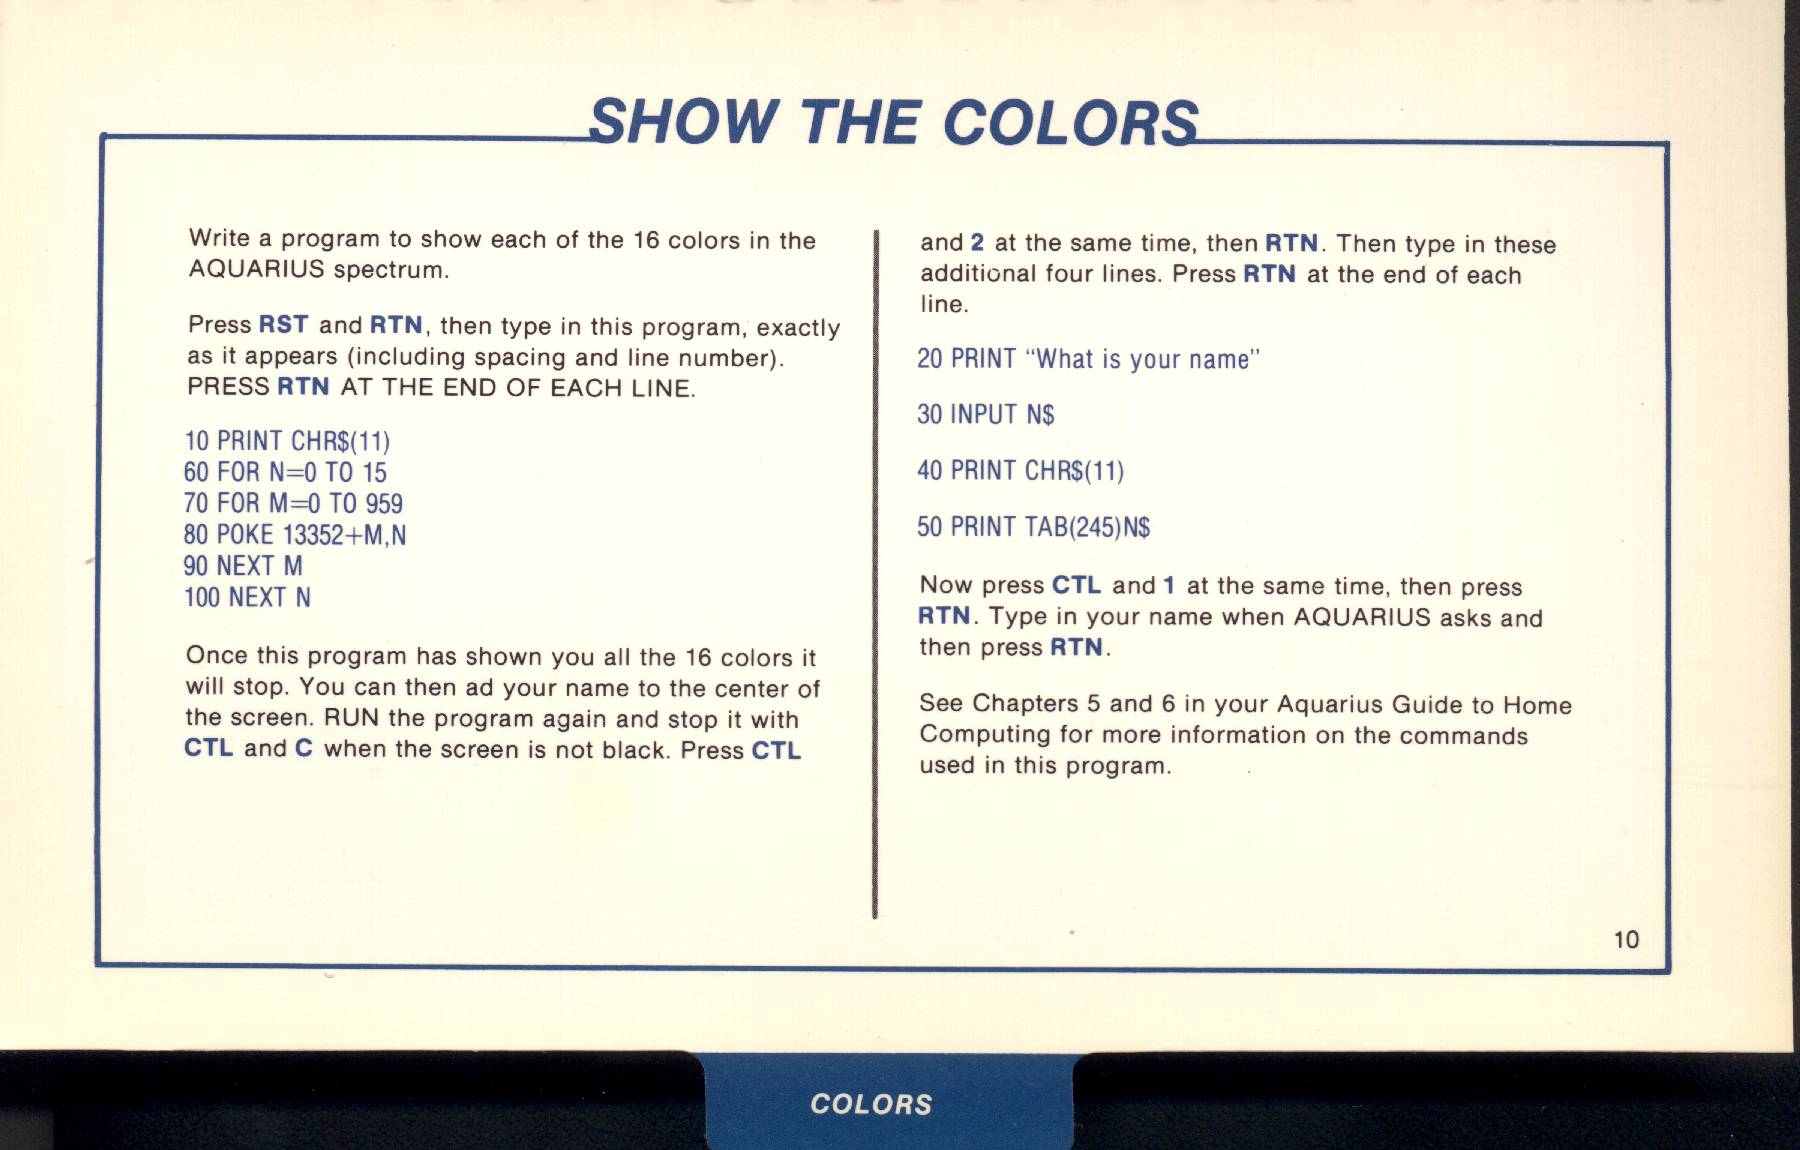 SHOW THE COLORS
Write a program to show each of the 16 colors in the
AQUARIUS spectrum.
Press RST and RTN, then type in this program, exactly
as it appears (including spacing and line number).
PRESS RTN AT THE END OF EACH LINE.
10 PRINT CHR$(11)
60 FOR N=0 TO 15
70 FOR M=0 TO 959
80 POKE 13352+M,N
90 NEXT M
100 NEXT N
Once this program has shown you all the 16 colors it
will stop. You can then ad your name to the center of
the screen. RUN the program again and stop it with
CTL and C when the screen is not black. Press CTL
and 2 at the same time, then RTN. Then type in these
additional four lines. Press RTN at the end of each
line.
20 PRINT “What is your name”
30 INPUT N$
40 PRINT CHR$(11)
50 PRINT TAB(245)N$
Now press CTL and 1 at the same time, then press
RTN. Type in your name when AQUARIUS asks and
then press RTN.
See Chapters 5 and 6 in your Aquarius Guide to Home
Computing for more information on the commands
used in this program.
10
COLORS